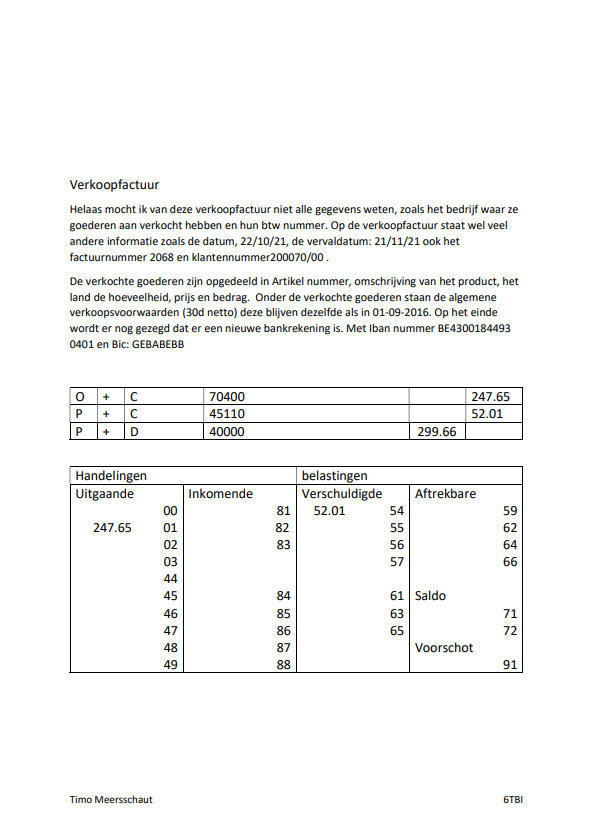 Verkoopfactuur
Helaas mocht ik van deze verkoopfactuur niet alle gegevens weten, zoals het bedrijf waar ze
goederen aan verkocht hebben en hun btw nummer. Op de verkoopfactuur staat wel veel
andere informatie zoals de datum, 22/10/21, de vervaldatum: 21/11/21 ook het
factuurnummer 2068 en klantennummer200070/00 .
De verkochte goederen zijn opgedeeld in Artikel nummer, omschrijving van het product, het
land de hoeveelheid, prijs en bedrag. Onder de verkochte goederen staan de algemene
verkoopsvoorwaarden (30d netto) deze blijven dezelfde als in 01-09-2016. Op het einde
wordt er nog gezegd dat er een nieuwe bankrekening is. Met Iban nummer BE4300184493
0401 en Bic: GEBABEBB
O + C 70400 247.65
P + C 45110 52.01
P + D 40000 299.66
Handelingen belastingen
Uitgaande Inkomende Verschuldigde Aftrekbare
00 81 52.01 54 59
247.65 01 82 55 62
02 83 56 64
03 57 66
44
45 84 61 Saldo
46 85 63 71
47 86 65 72
48 87 Voorschot
49 88 91
Timo Meersschaut 6TBI